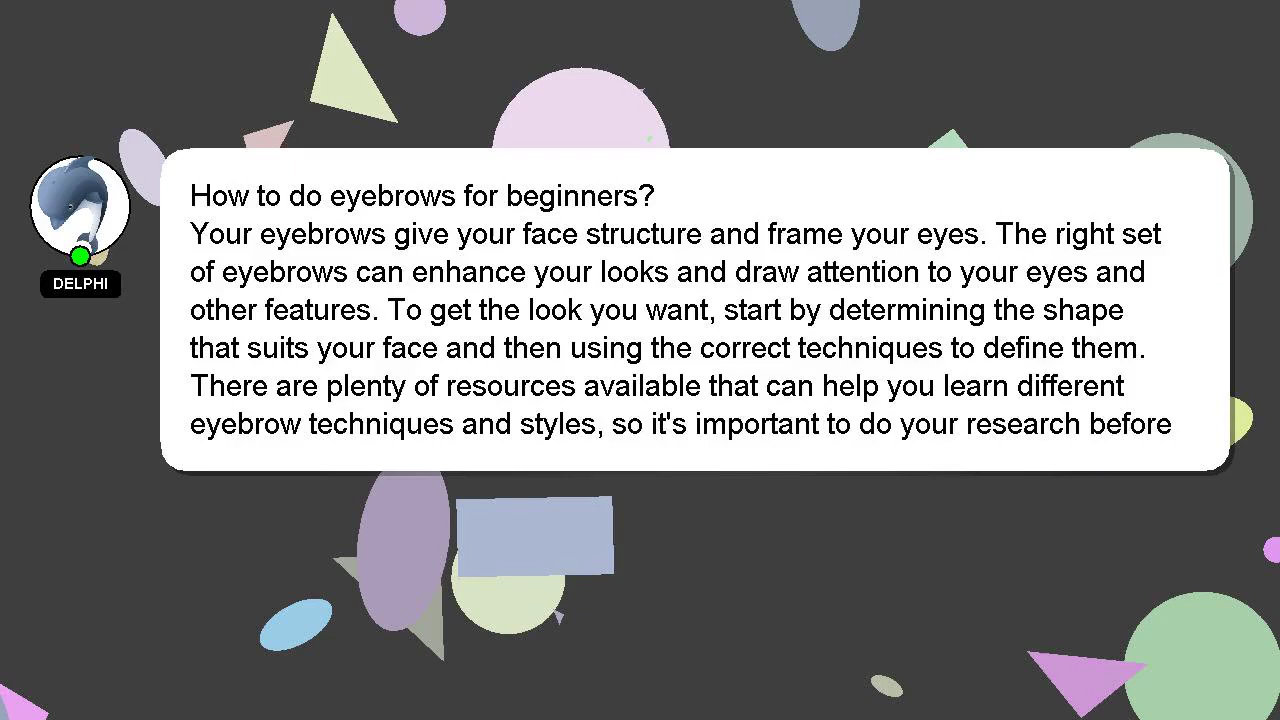 How to do eyebrows for beginners?
Your eyebrows give your face structure and frame your eyes. The right set
of eyebrows can enhance your looks and draw attention to your eyes and
other features. To get the look you want, start by determining the shape
that suits your face and then using the correct techniques to define them.
There are plenty of resources available that can help you learn different
eyebrow techniques and styles, so it's important to do your research before
DELPHI